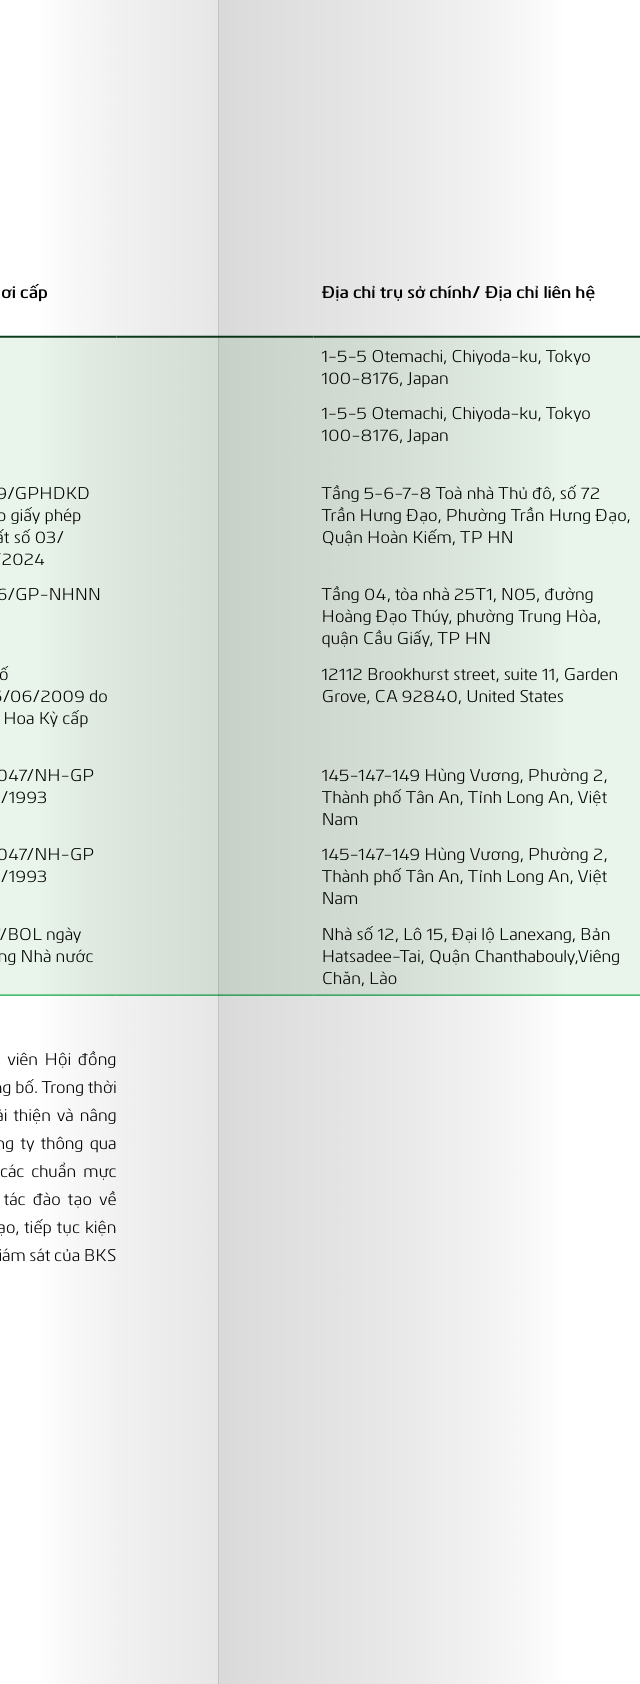 ơi cấp
Địa chỉ trụ sở chính/ Địa chỉ liên hệ
1-5-5 Otemachi, Chiyoda-ku, Tokyo
100-8176, Japan
1-5-5 Otemachi, Chiyoda-ku, Tokyo
100-8176, Japan
9/GPHDKD
o giấy phép
ất số 03/
/2024
Tầng 5-6-7-8 Toà nhà Thủ đô, số 72
Trần Hưng Đạo, Phường Trần Hưng Đạo,
Quận Hoàn Kiếm, TP HN
6/GP-NHNN
Tầng 04, tòa nhà 25T1, N05, đường
Hoàng Đạo Thúy, phường Trung Hòa,
quận Cầu Giấy, TP HN
ố
5/06/2009 do
Hoa Kỳ cấp
12112 Brookhurst street, suite 11, Garden
Grove, CA 92840, United States
047/NH-GP
/1993
145-147-149 Hùng Vương, Phường 2,
Thành phố Tân An, Tỉnh Long An, Việt
Nam
047/NH-GP
/1993
145-147-149 Hùng Vương, Phường 2,
Thành phố Tân An, Tỉnh Long An, Việt
Nam
/BOL ngày
ng Nhà nước
Nhà số 12, Lô 15, Đại lộ Lanexang, Bản
Hatsadee-Tai, Quận Chanthabouly,Viêng
Chăn, Lào
viên Hội đồng
ng bố. Trong thời
ải thiện và nâng
ng ty thông qua
các chuẩn mực
tác đào tạo về
ạo, tiếp tục kiện
iám sát của BKS